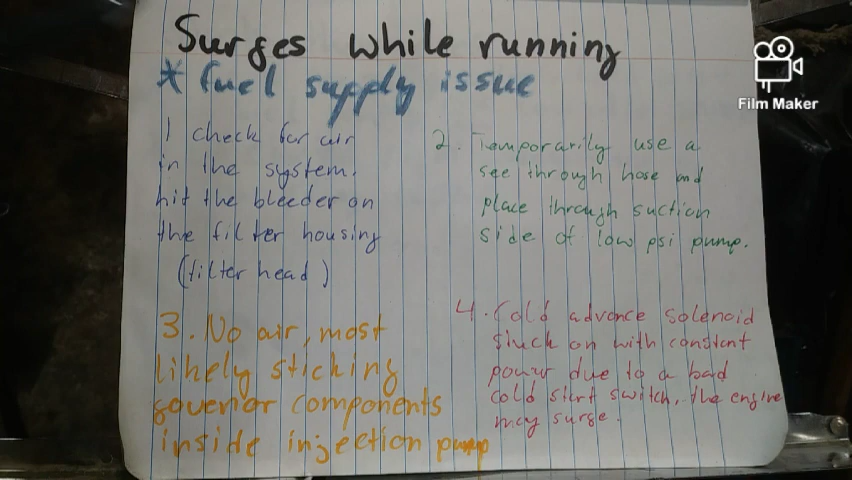 Surges while running
* fuel supply issue
1 check for air
in the system.
hit the bleeder on
the filter housing
(filter head)
2. Temporarily use a
see through hose and
place through suction
side of low psi pump.
3. No air, most
likely sticking
governor components
inside injection pump
4. Cold advance solenoid
stuck on with constant
power due to a bad
cold start switch, the engine
may surge.
Film Maker